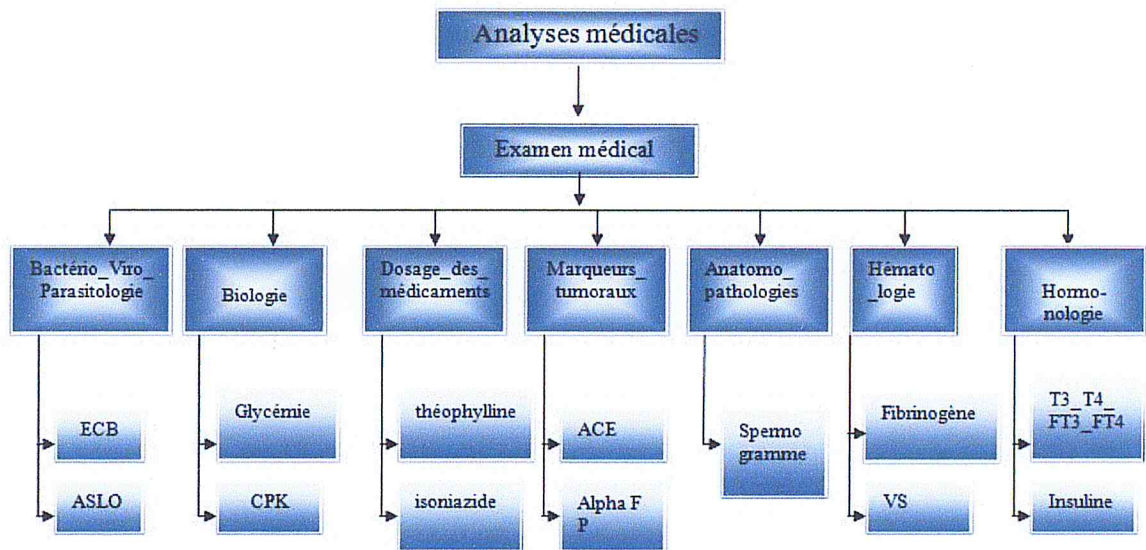 Analyses médicales
Examen médical
Bactério_Viro_
Parasitologie
Biologie
Dosage_des_
médicaments
Marqueurs_
tumoraux
Anatomo_
pathologies
Hémato
_logie
Hormo-
nologie
ECB
ASLO
Glycémie
CPK
théophylline
isoniazide
ACE
Alpha F
P
Spermo
gramme
Fibrinogène
VS
T3_T4_
FT3_FT4
Insuline